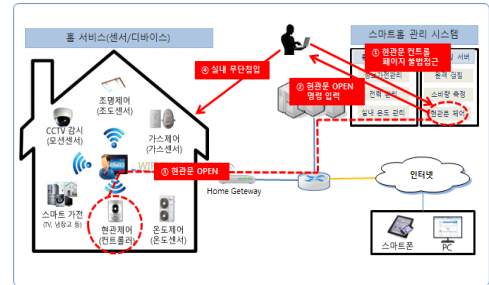 홈 서비스(센서/디바이스)
스마트홈 관리 시스템
조명제어
(조도센서)
CCTV 감시
(모션센서)
가스제어
(가스센서)
스마트 가전
(TV, 냉장고 등)
현관제어
(컨트롤러)
온도제어
(온도센서)
④ 실내 무단침입
① 현관문 컨트롤
페이지 불법접근
② 현관문 OPEN
명령 입력
③ 현관문 OPEN
서버
원격 검침
전력 관리
소비량 측정
실내 온도 관리
현관문 제어
Home Geteway
인터넷
스마트폰
PC